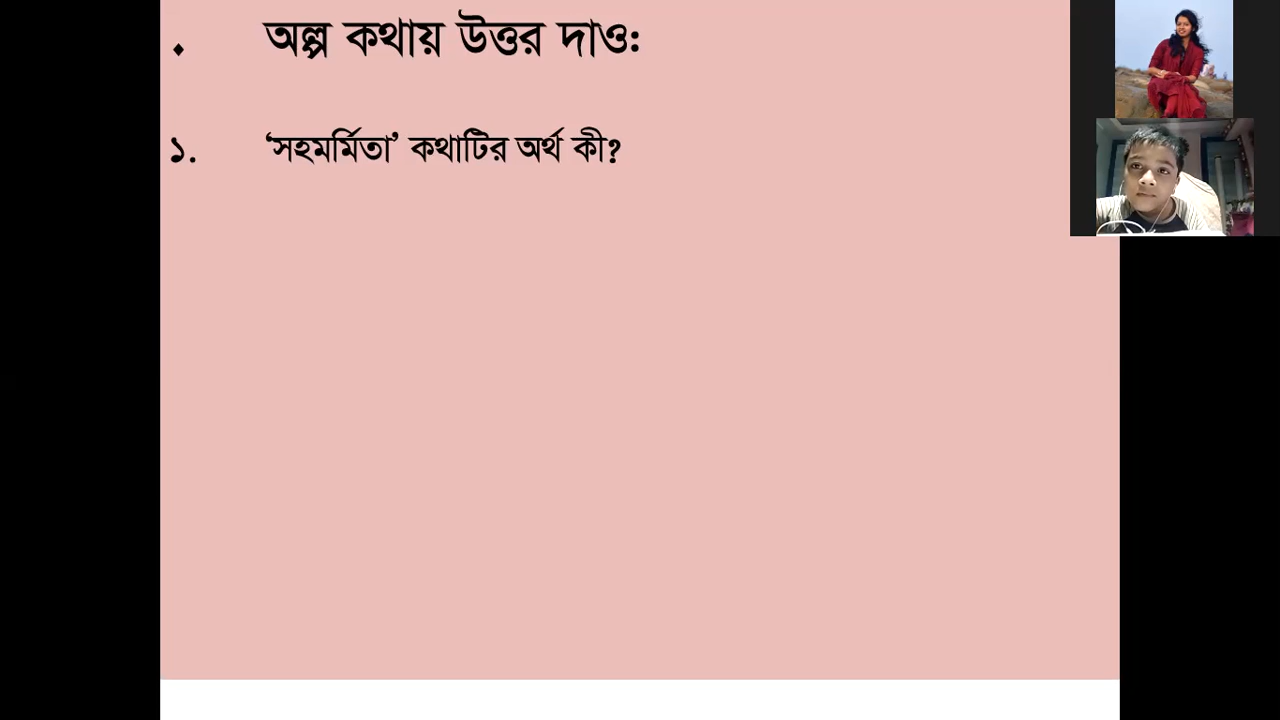 ♦ অল্প কথায় উত্তর দাও:
১. ‘সহমর্মিতা’ কথাটির অর্থ কী?